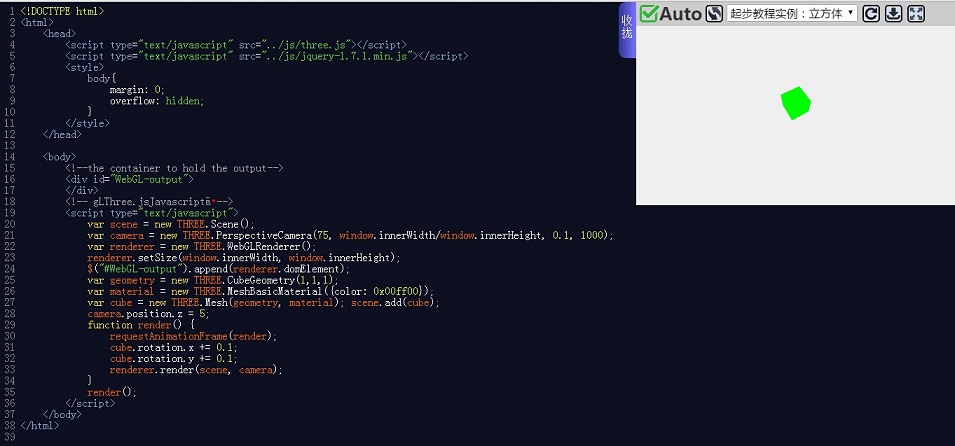 1 <!DOCTYPE html>
2 <html>
3 <head>
4 <script type="text/javascript" src="../js/three.js"></script>
5 <script type="text/javascript" src="../js/jquery-1.7.1.min.js"></script>
6 <style>
7 body{
8 margin: 0;
9 overflow: hidden;
10 }
11 </style>
12 </head>
13
14 <body>
15 <!--the container to hold the output-->
16 <div id="WebGL-output">
17 </div>
18 <!-- gLThree.jsJavascriptã*-->
19 <script type="text/javascript">
20 var scene = new THREE.Scene();
21 var camera = new THREE.PerspectiveCamera(75, window.innerWidth/window.innerHeight, 0.1, 1000);
22 var renderer = new THREE.WebGLRenderer();
23 renderer.setSize(window.innerWidth, window.innerHeight);
24 $("#WebGL-output").append(renderer.domElement);
25 var geometry = new THREE.CubeGeometry(1,1,1);
26 var material = new THREE.MeshBasicMaterial({color: 0x00ff00});
27 var cube = new THREE.Mesh(geometry, material); scene.add(cube);
28 camera.position.z = 5;
29 function render() {
30 requestAnimationFrame(render);
31 cube.rotation.x += 0.1;
32 cube.rotation.y += 0.1;
33 renderer.render(scene, camera);
34 }
35 render();
36 </script>
37 </body>
38 </html>
39
收拢
Auto
起步教程实例：立方体